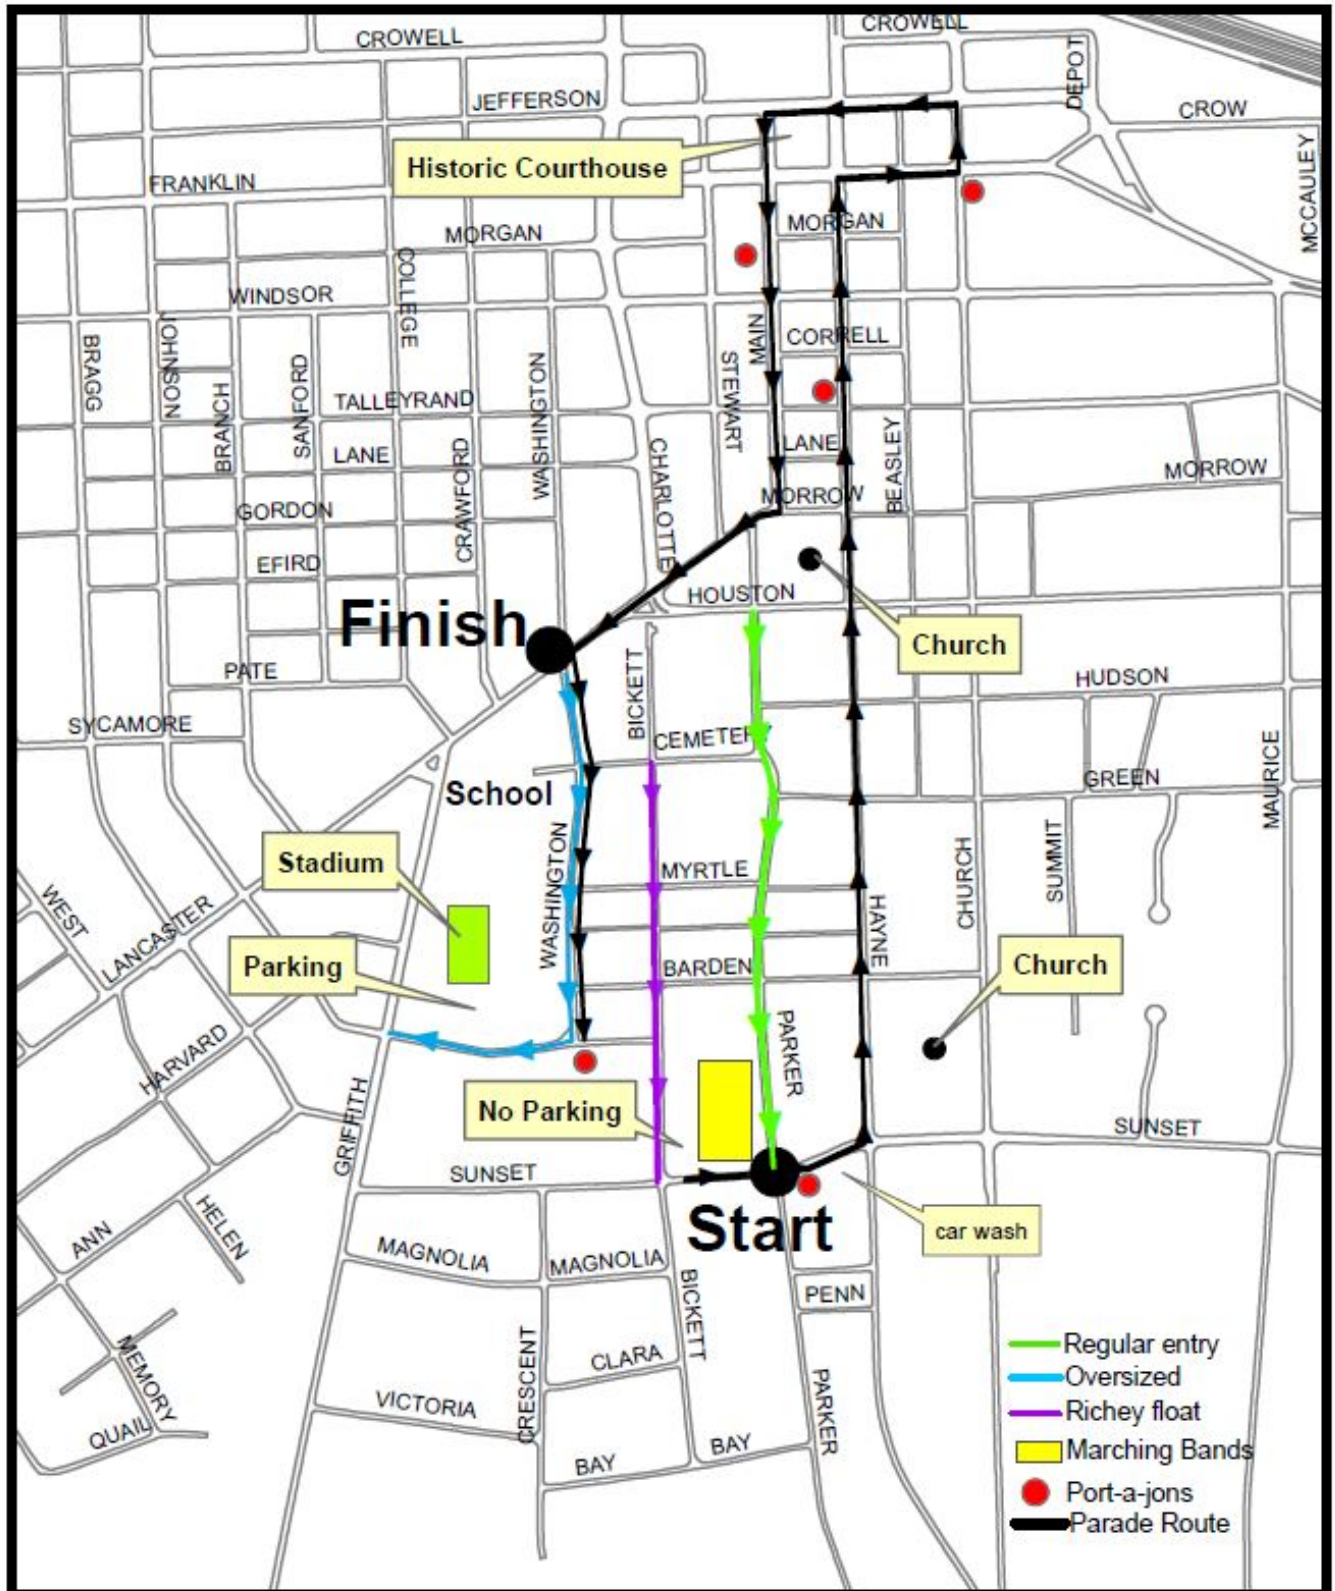 CROWELL
CROWELL
DEPOT
JEFFERSON
CROW
Historic Courthouse
MCCAULEY
FRANKLIN
MORGAN
MORGAN
COLLEGE
WINDSOR
JOHNSON
BRAGG
MAIN
CORRELL
STEWART
SANFORD
WASHINGTON
BRANCH
TALLEYRAND
LANE
LANE
CRAWFORD
CHARLOTTE
BEASLEY
MORROW
MORROW
GORDON
EFIRD
HOUSTON
Finish
Church
BICKETT
PATE
HUDSON
SYCAMORE
CEMETERY
MAURICE
GREEN
School
WASHINGTON
Stadium
MYRTLE
CHURCH
SUMMIT
WEST
LANCASTER
HAYNE
Parking
BARDEN
Church
PARKER
HARVARD
No Parking
GRIFFITH
SUNSET
SUNSET
Start
HELEN
ANN
car wash
MAGNOLIA
MAGNOLIA
BICKETT
PENN
MEMORY
CRESCENT
CLARA
PARKER
VICTORIA
QUAIL
BAY
BAY
Regular entry
Oversized
Richey float
Marching Bands
Port-a-jons
Parade Route